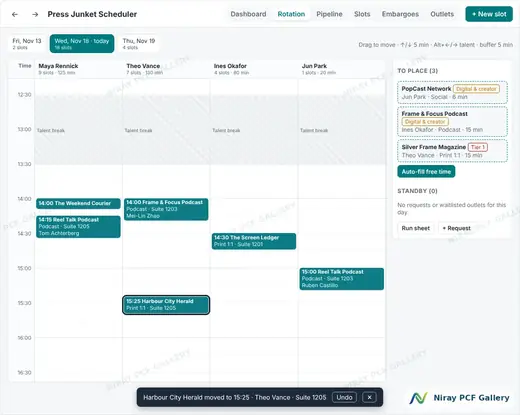 ← → Press Junket Scheduler
Dashboard Rotation Pipeline Slots Embargoes Outlets + New slot
Fri, Nov 13
2 slots
Wed, Nov 18 · today
18 slots
Thu, Nov 19
4 slots
Drag to move · ↑/↓ 5 min · Alt+←/→ talent · buffer 5 min
Time
Maya Rennick
9 slots · 125 min
Theo Vance
7 slots · 130 min
Ines Okafor
4 slots · 80 min
Jun Park
1 slots · 20 min
12:30
13:00
Talent break
Talent break
Talent break
Talent break
13:30
14:00
14:00 The Weekend Courier
14:15 Reel Talk Podcast
Podcast · Suite 1205
Tom Achterberg
14:00 Frame & Focus Podcast
Podcast · Suite 1203
Mei-Lin Zhao
14:30
14:30 The Screen Ledger
Print 1:1 · Suite 1201
15:00
15:00 Reel Talk Podcast
Podcast · Suite 1203
Ruben Castillo
15:30
15:25 Harbour City Herald
Print 1:1 · Suite 1205
16:00
16:30
TO PLACE (3)
PopCast Network Digital & creator
Jun Park · Social · 6 min
Frame & Focus Podcast
Digital & creator
Ines Okafor · Podcast · 15 min
Silver Frame Magazine Tier 1
Theo Vance · Print 1:1 · 15 min
Auto-fill free time
STANDBY (0)
No requests or waitlisted outlets for this
day.
Run sheet + Request
Harbour City Herald moved to 15:25 · Theo Vance · Suite 1205 Undo ✕
Niray PCF Gallery